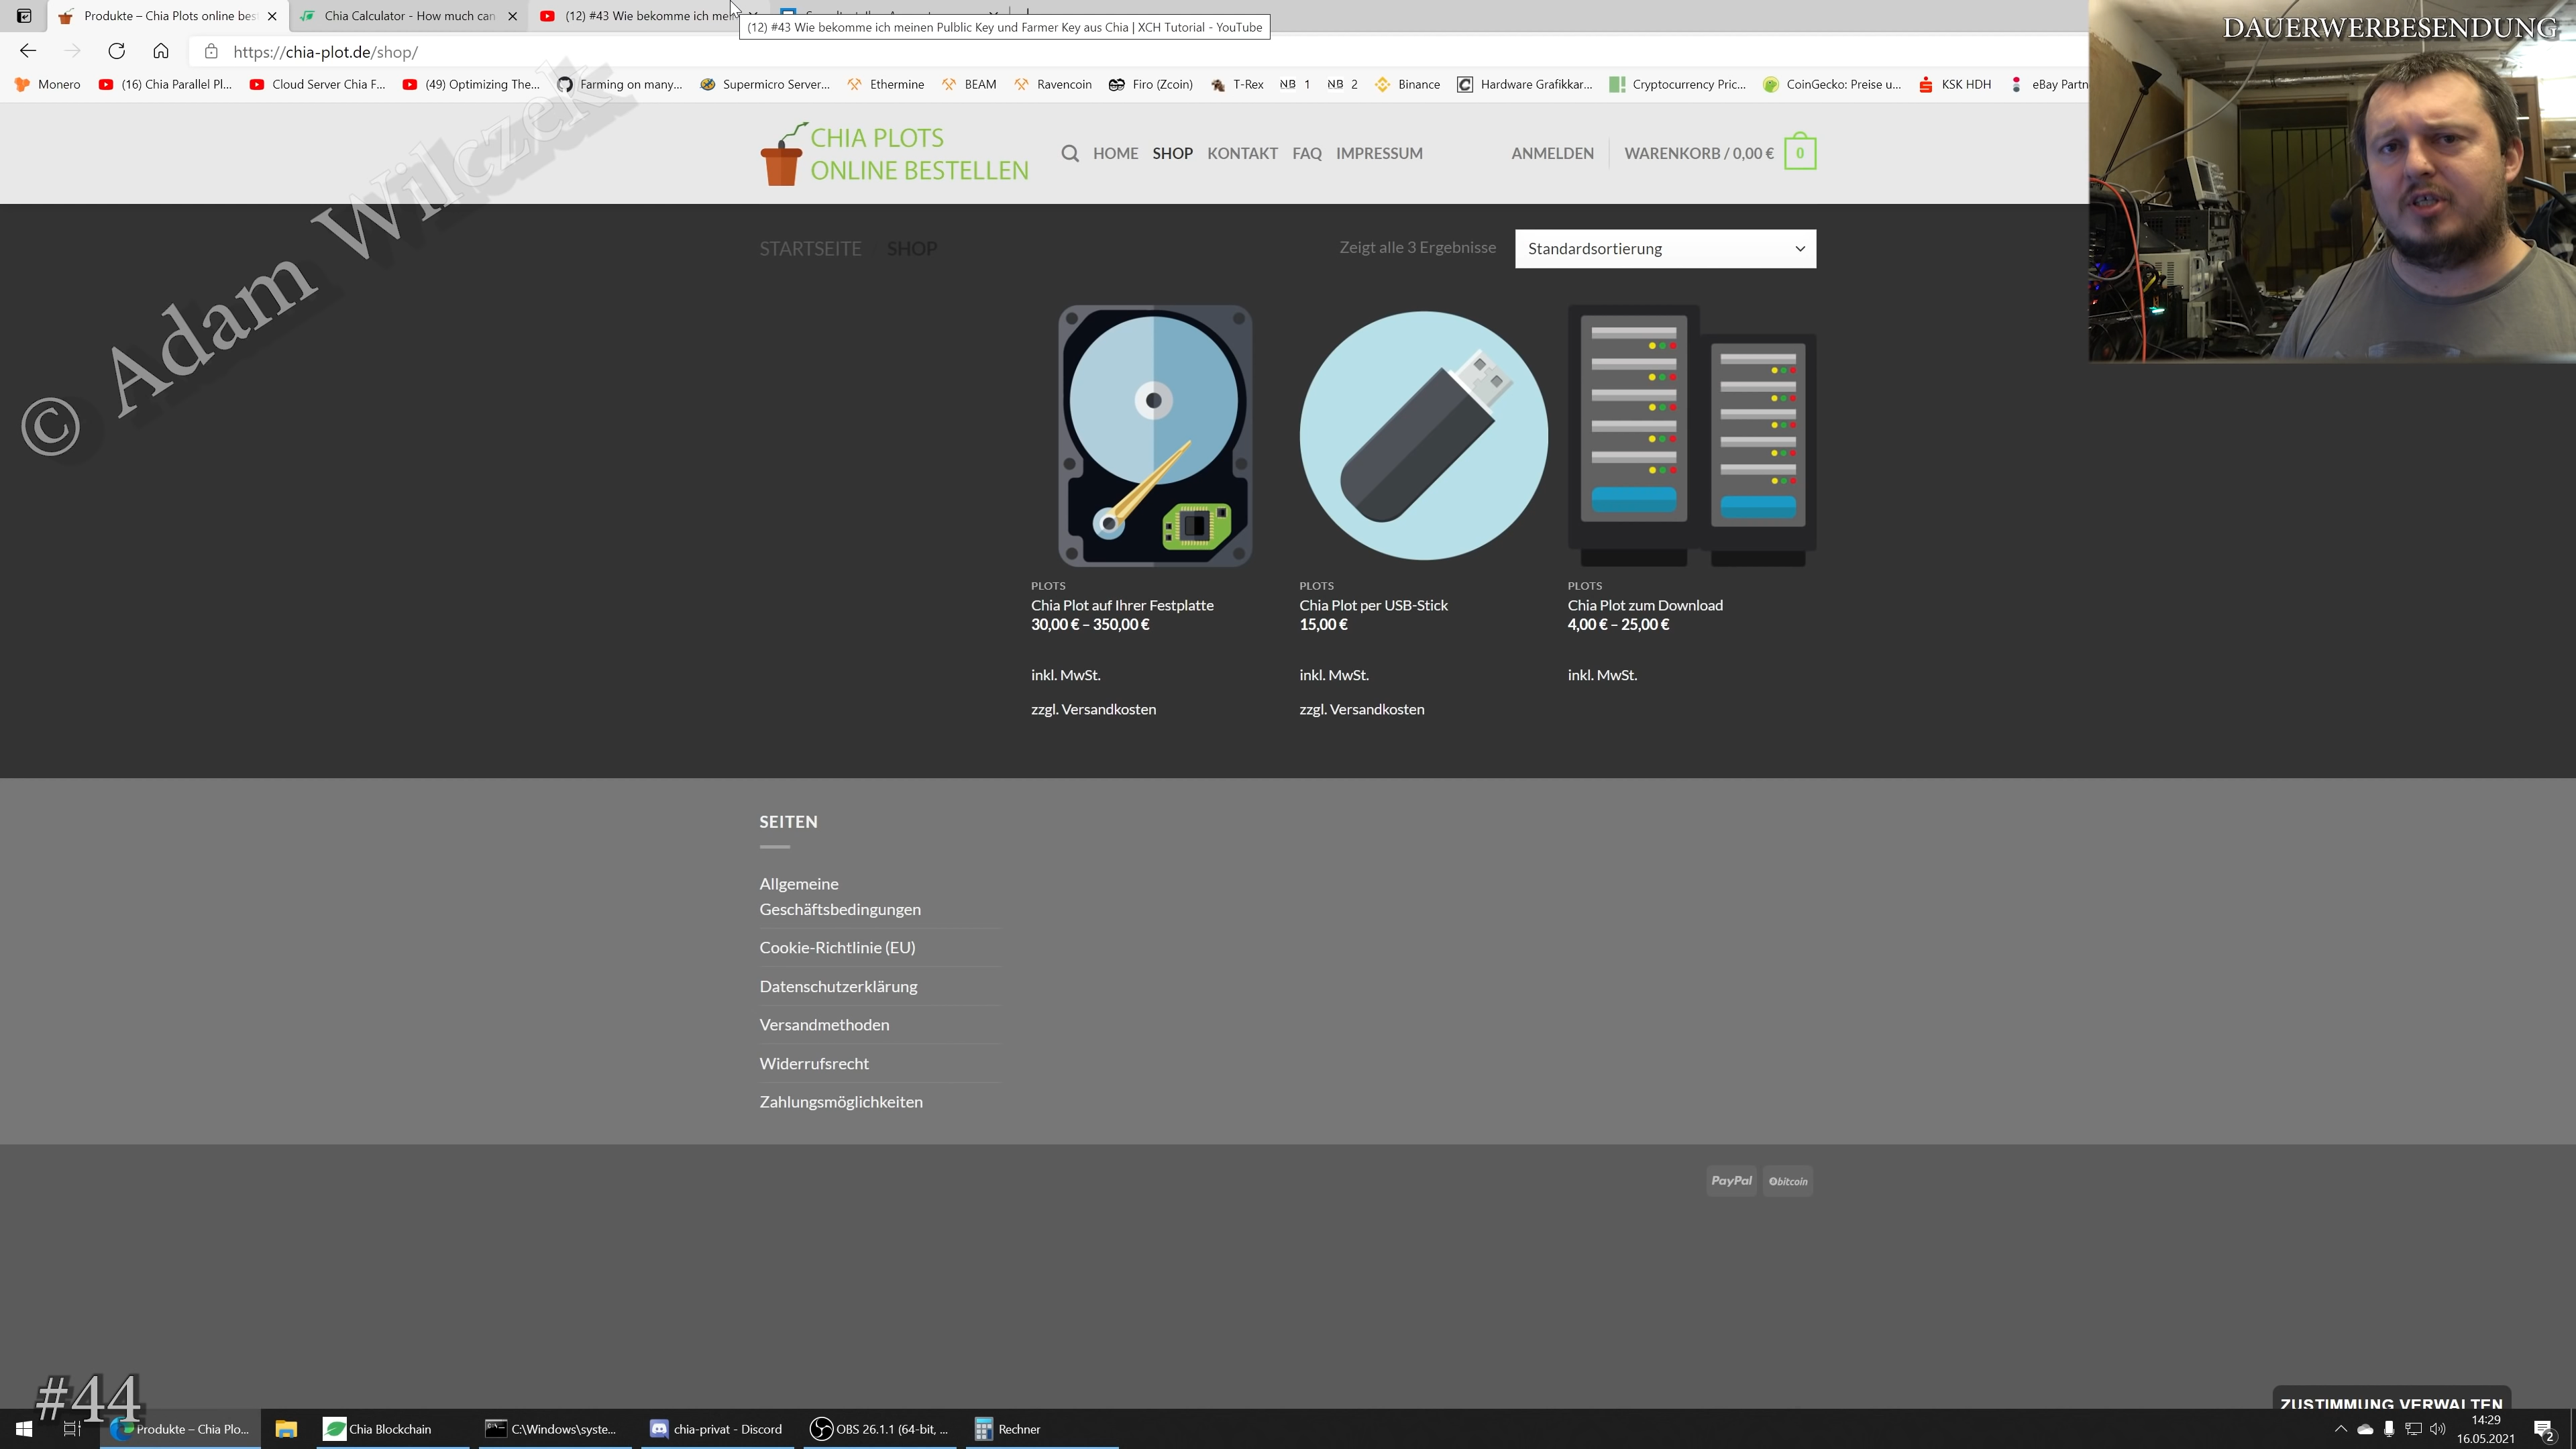 Produkte – Chia Plots online bes
Chia Calculator - How much can
(12) #43 Wie bekomme ich mei
(12) #43 Wie bekomme ich meinen Pulblic Key und Farmer Key aus Chia | XCH Tutorial - YouTube
DAUERWERBESENDUNG
https://chia-plot.de/shop/
Monero
(16) Chia Parallel Pl...
Cloud Server Chia F...
(49) Optimizing The...
Farming on many...
Supermicro Server...
Ethermine
BEAM
Ravencoin
Firo (Zcoin)
T-Rex
NB 1
NB 2
Binance
Hardware Grafikkar...
Cryptocurrency Pric...
CoinGecko: Preise u...
KSK HDH
eBay Partn
CHIA PLOTS
ONLINE BESTELLEN
HOME
SHOP
KONTAKT
FAQ
IMPRESSUM
ANMELDEN
WARENKORB / 0,00 €
0
© Adam Wilczek
STARTSEITE / SHOP
Zeigt alle 3 Ergebnisse
Standardsortierung
PLOTS
Chia Plot auf Ihrer Festplatte
30,00 € – 350,00 €
inkl. MwSt.
zzgl. Versandkosten
PLOTS
Chia Plot per USB-Stick
15,00 €
inkl. MwSt.
zzgl. Versandkosten
PLOTS
Chia Plot zum Download
4,00 € – 25,00 €
inkl. MwSt.
SEITEN
Allgemeine
Geschäftsbedingungen
Cookie-Richtlinie (EU)
Datenschutzerklärung
Versandmethoden
Widerrufsrecht
Zahlungsmöglichkeiten
PayPal
bitcoin
ZUSTIMMUNG VERWALTEN
#44
Produkte – Chia Plo...
Chia Blockchain
C:\Windows\syste...
chia-privat - Discord
OBS 26.1.1 (64-bit, ...
Rechner
14:29
16.05.2021
2